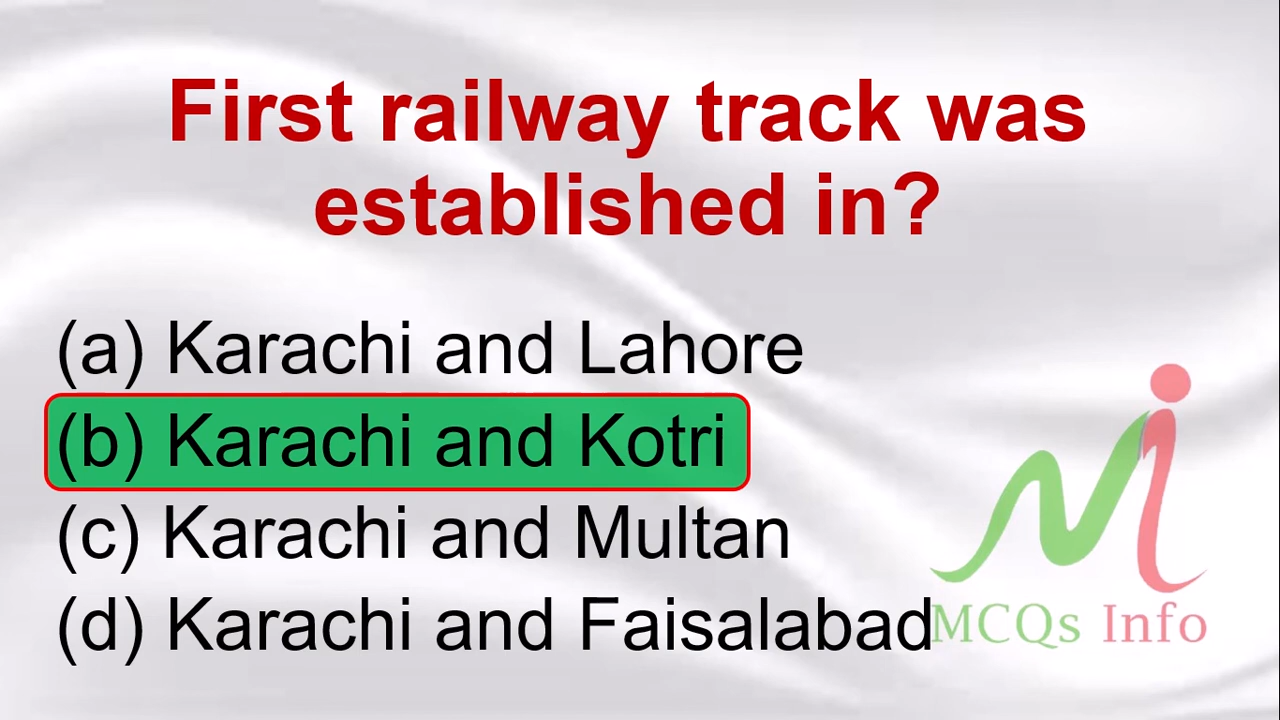 First railway track was
established in?
(a) Karachi and Lahore
(b) Karachi and Kotri
(c) Karachi and Multan
(d) Karachi and Faisalabad
MCQs Info